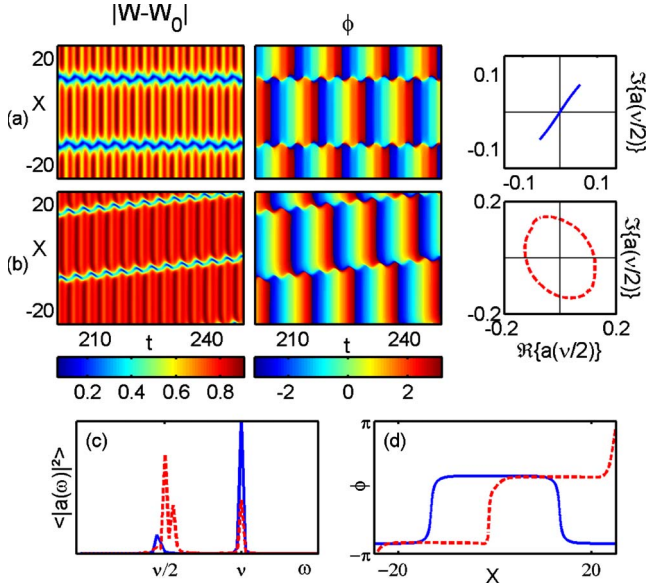 |W-W₀| ϕ
20
X
(a)
-20
0.1
-0.1
-0.1 0.1
ℑ{a(ν/2)}
20
X
(b)
-20
210 t 240
210 t 240
0.2
-0.2
-0.2 0.2
ℑ{a(ν/2)}
ℜ{a(ν/2)}
0.2 0.4 0.6 0.8
-2 0 2
(c)
<|a(ω)|²>
ν/2 ν ω
(d)
π
ϕ
-π
-20 X 20